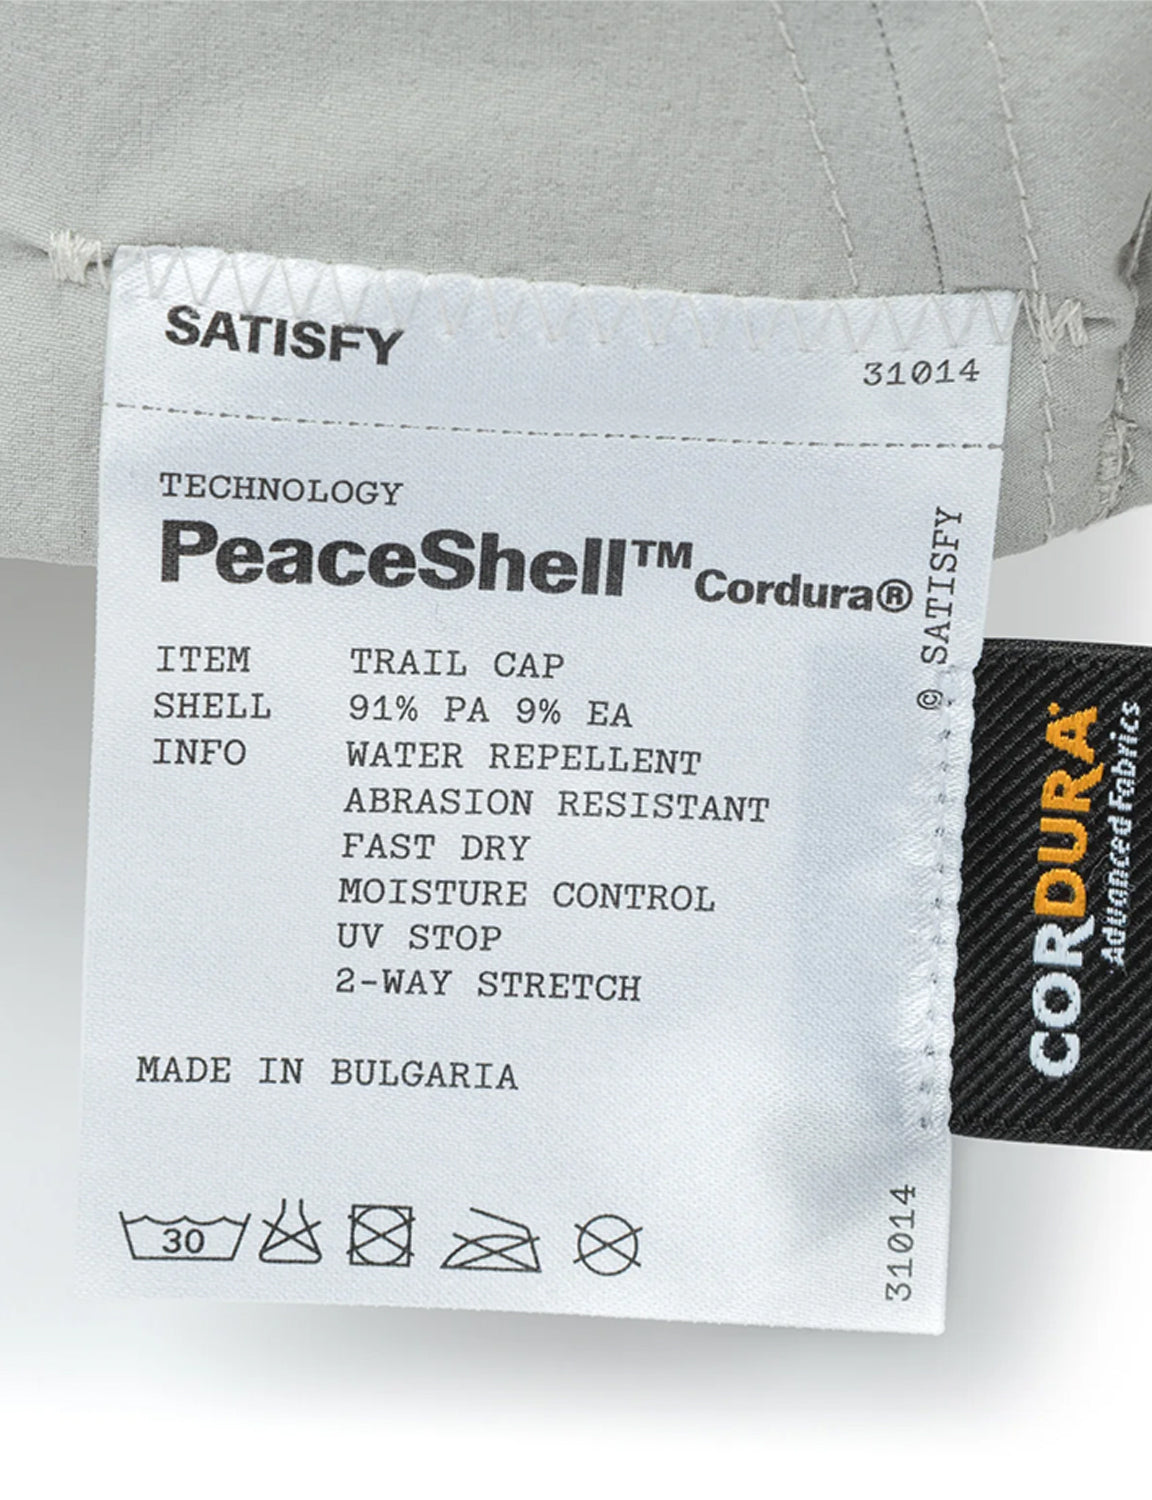 SATISFY
31014
TECHNOLOGY
PeaceShell™ Cordura®
ITEM TRAIL CAP
SHELL 91% PA 9% EA
INFO WATER REPELLENT
ABRASION RESISTANT
FAST DRY
MOISTURE CONTROL
UV STOP
2-WAY STRETCH
MADE IN BULGARIA
30
© SATISFY
31014
CORDURA
Advanced Fabrics